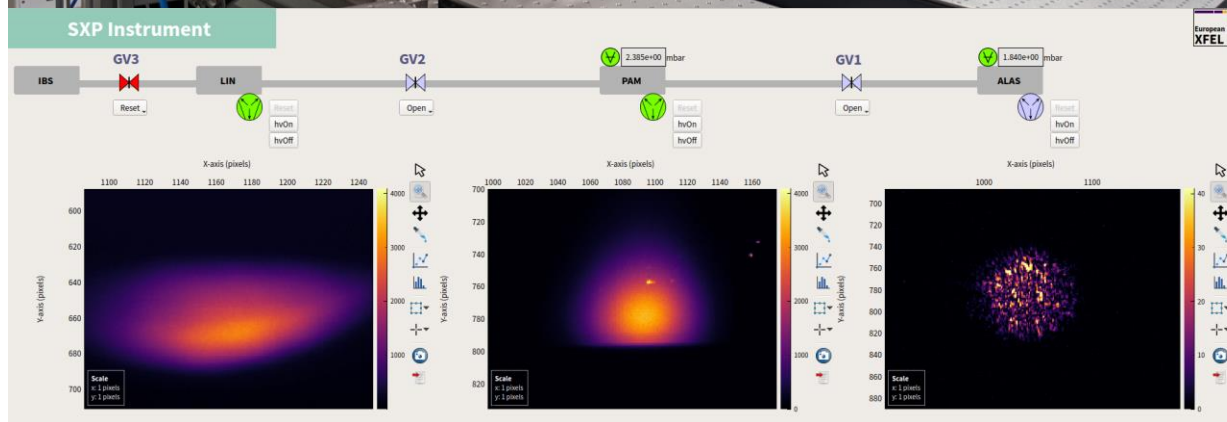 SXP Instrument
European
XFEL
GV3
GV2
GV1
2.385e+00 mbar
1.840e+00 mbar
IBS
LIN
PAM
ALAS
Reset
Open
Open
Reset
hvOn
hvOff
Reset
hvOn
hvOff
Reset
hvOn
hvOff
X-axis (pixels)
1100 1120 1140 1160 1180 1200 1220 1240
Y-axis (pixels)
600
620
640
660
680
700
Scale
x: 1 pixels
y: 1 pixels
4000
3000
2000
1000
0
X-axis (pixels)
1000 1020 1040 1060 1080 1100 1120 1140 1160
Y-axis (pixels)
700
720
740
760
780
800
820
Scale
x: 1 pixels
y: 1 pixels
4000
3000
2000
1000
0
X-axis (pixels)
1000 1100
Y-axis (pixels)
700
720
740
760
780
800
820
840
860
880
Scale
x: 1 pixels
y: 1 pixels
40
30
20
10
0